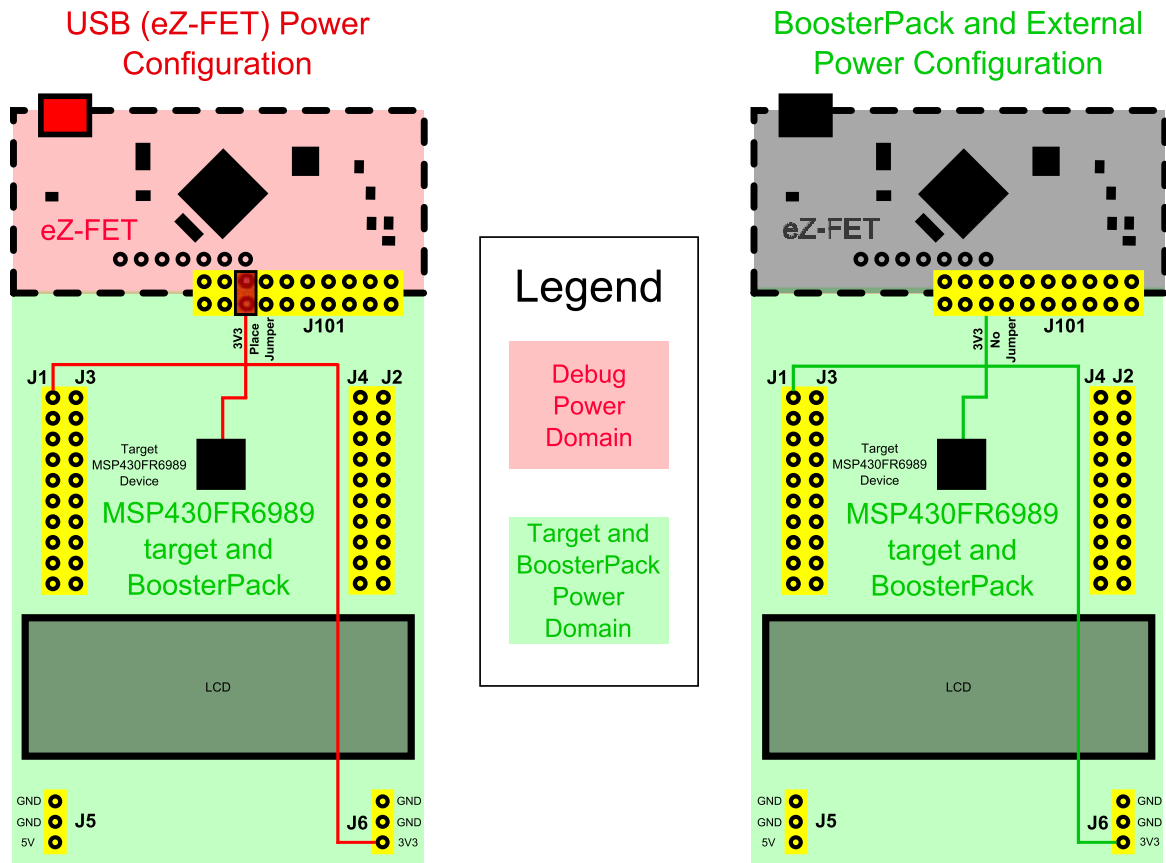 USB (eZ-FET) Power
Configuration
eZ-FET
3V3
Place
Jumper
J101
J1
J3
J4
J2
Target
MSP430FR6989
Device
MSP430FR6989
target and
BoosterPack
LCD
GND
GND
5V
J5
J6
GND
GND
3V3
Legend
Debug
Power
Domain
Target and
BoosterPack
Power
Domain
BoosterPack and External
Power Configuration
eZ-FET
3V3
No
Jumper
J101
J1
J3
J4
J2
Target
MSP430FR6989
Device
MSP430FR6989
target and
BoosterPack
LCD
GND
GND
5V
J5
J6
GND
GND
3V3